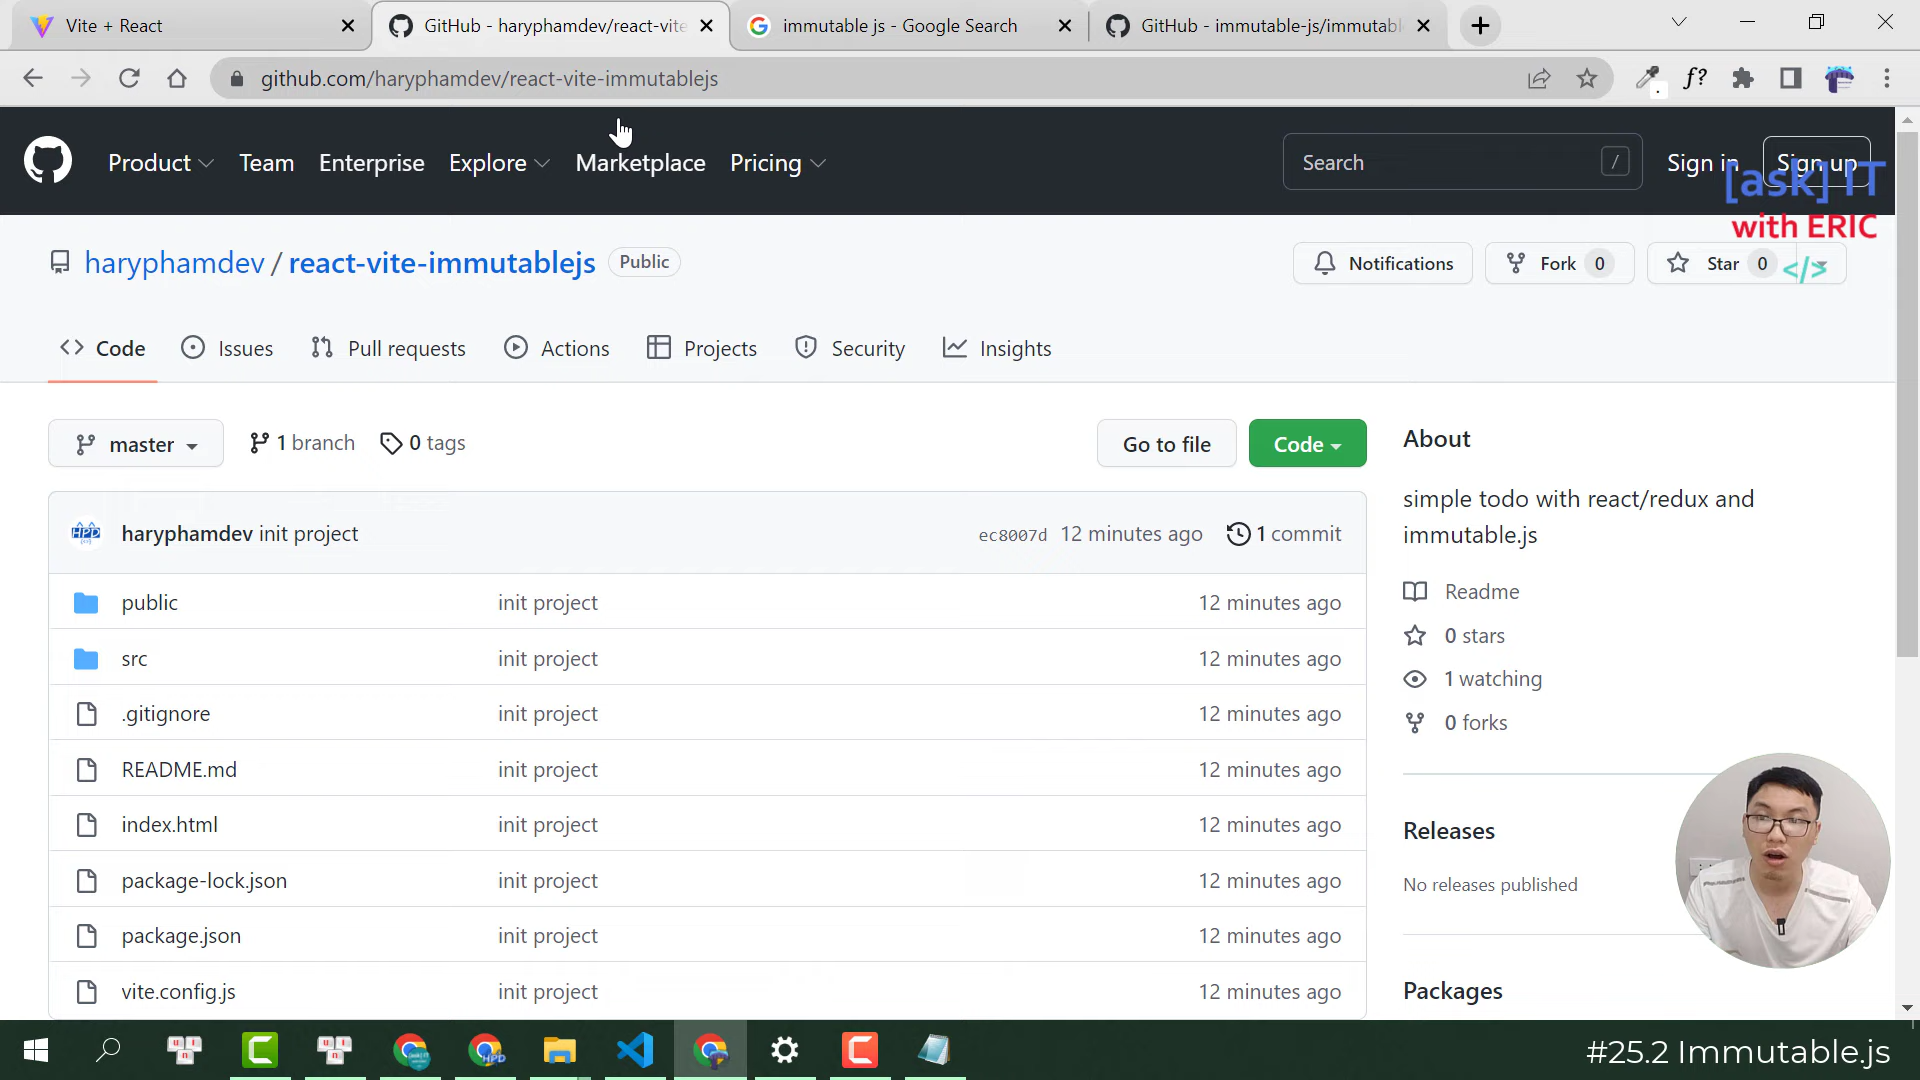 Vite + React
GitHub - haryphamdev/react-vite
immutable js - Google Search
GitHub - immutable-js/immutabl
github.com/haryphamdev/react-vite-immutablejs
f?
Product
Team
Enterprise
Explore
Marketplace
Pricing
Search
/
Sign in
Sign up
[ask] IT
with ERIC
</>
haryphamdev / react-vite-immutablejs
Public
Notifications
Fork 0
Star 0
Code
Issues
Pull requests
Actions
Projects
Security
Insights
master
1 branch
0 tags
Go to file
Code
About
simple todo with react/redux and
immutable.js
Readme
0 stars
1 watching
0 forks
Releases
No releases published
Packages
haryphamdev init project
ec8007d 12 minutes ago
1 commit
public init project 12 minutes ago
src init project 12 minutes ago
.gitignore init project 12 minutes ago
README.md init project 12 minutes ago
index.html init project 12 minutes ago
package-lock.json init project 12 minutes ago
package.json init project 12 minutes ago
vite.config.js init project 12 minutes ago
#25.2 Immutable.js